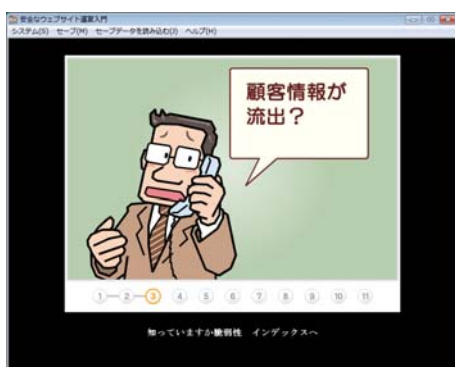 安全なウェブサイト運営入門
システム(S) セーブ(M) セーブデータを読み込む(J) ヘルプ(H)
顧客情報が
流出？
1 2 3 4 5 6 7 8 9 10 11
知っていますか脆弱性 インデックスへ